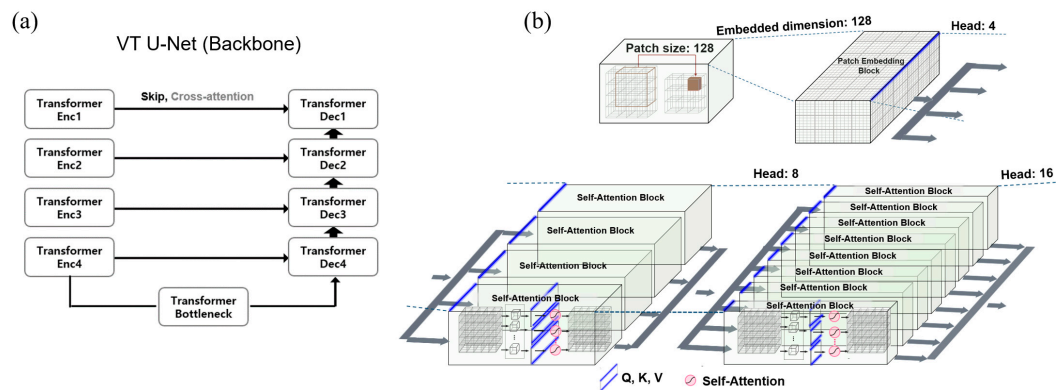 (a)
VT U-Net (Backbone)
Transformer
Enc1
Skip, Cross-attention
Transformer
Dec1
Transformer
Enc2
Transformer
Dec2
Transformer
Enc3
Transformer
Dec3
Transformer
Enc4
Transformer
Dec4
Transformer
Bottleneck
(b)
Embedded dimension: 128
Head: 4
Patch size: 128
Patch Embedding
Block
Head: 8
Self-Attention Block
Self-Attention Block
Self-Attention Block
Self-Attention Block
Head: 16
Self-Attention Block
Self-Attention Block
Self-Attention Block
Self-Attention Block
Self-Attention Block
Self-Attention Block
Self-Attention Block
Self-Attention Block
Q, K, V
Self-Attention